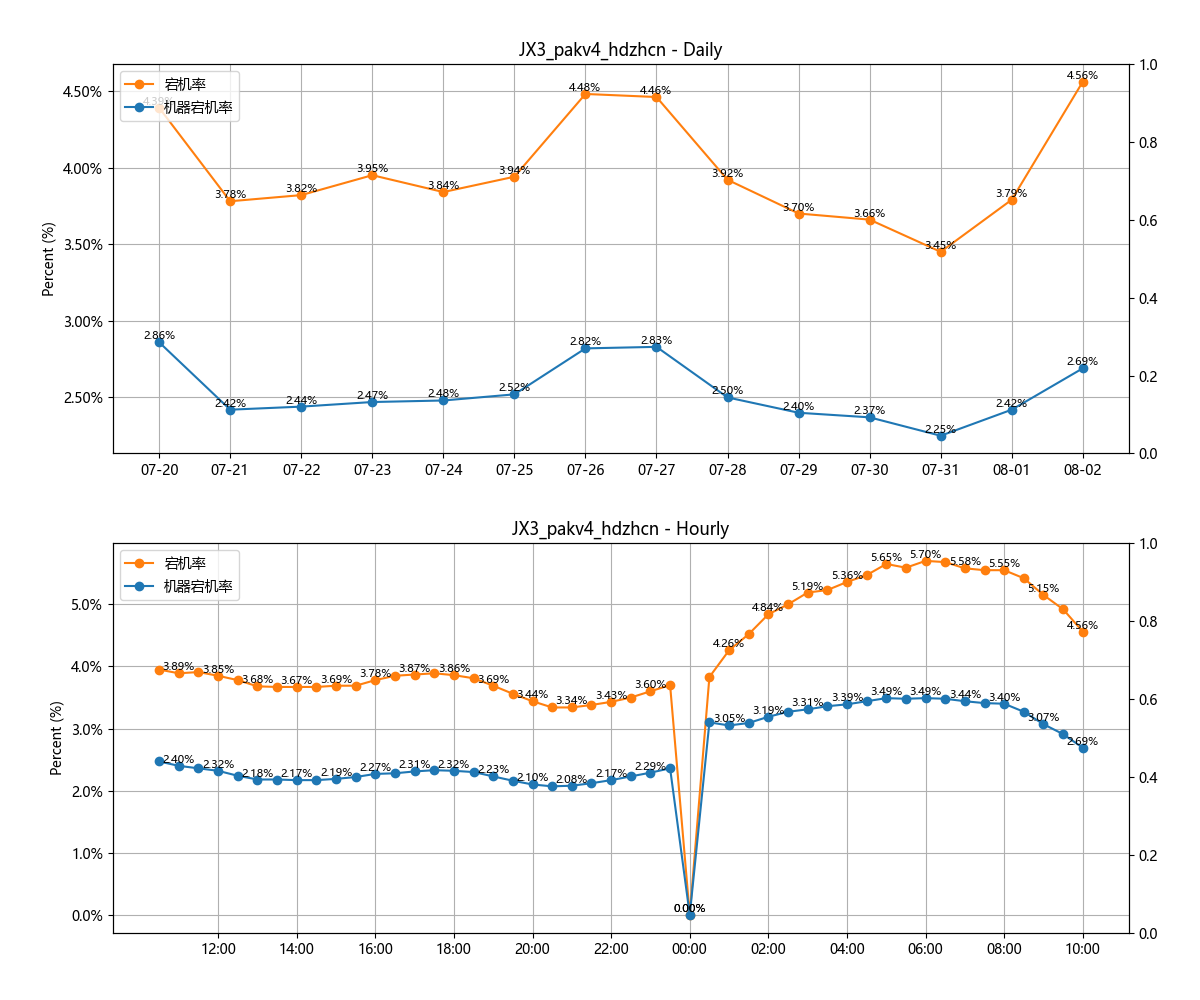 JX3_pakv4_hdzhcn - Daily
宕机率
机器宕机率
Percent (%)
4.50%
4.00%
3.50%
3.00%
2.50%
1.0
0.8
0.6
0.4
0.2
0.0
4.39% 3.78% 3.82% 3.95% 3.84% 3.94% 4.48% 4.46% 3.92% 3.70% 3.66% 3.45% 3.79% 4.56%
2.86% 2.42% 2.44% 2.47% 2.48% 2.52% 2.82% 2.83% 2.50% 2.40% 2.37% 2.25% 2.42% 2.69%
07-20 07-21 07-22 07-23 07-24 07-25 07-26 07-27 07-28 07-29 07-30 07-31 08-01 08-02
JX3_pakv4_hdzhcn - Hourly
宕机率
机器宕机率
Percent (%)
5.0%
4.0%
3.0%
2.0%
1.0%
0.0%
1.0
0.8
0.6
0.4
0.2
0.0
3.89% 3.85% 3.68% 3.67% 3.69% 3.78% 3.87% 3.86% 3.69% 3.44% 3.34% 3.43% 3.60% 0.00% 4.26% 4.84% 5.19% 5.36% 5.65% 5.70% 5.58% 5.55% 5.15% 4.56%
2.40% 2.32% 2.18% 2.17% 2.19% 2.27% 2.31% 2.32% 2.23% 2.10% 2.08% 2.17% 2.29% 0.00% 3.05% 3.19% 3.31% 3.39% 3.49% 3.49% 3.44% 3.40% 3.07% 2.69%
12:00 14:00 16:00 18:00 20:00 22:00 00:00 02:00 04:00 06:00 08:00 10:00